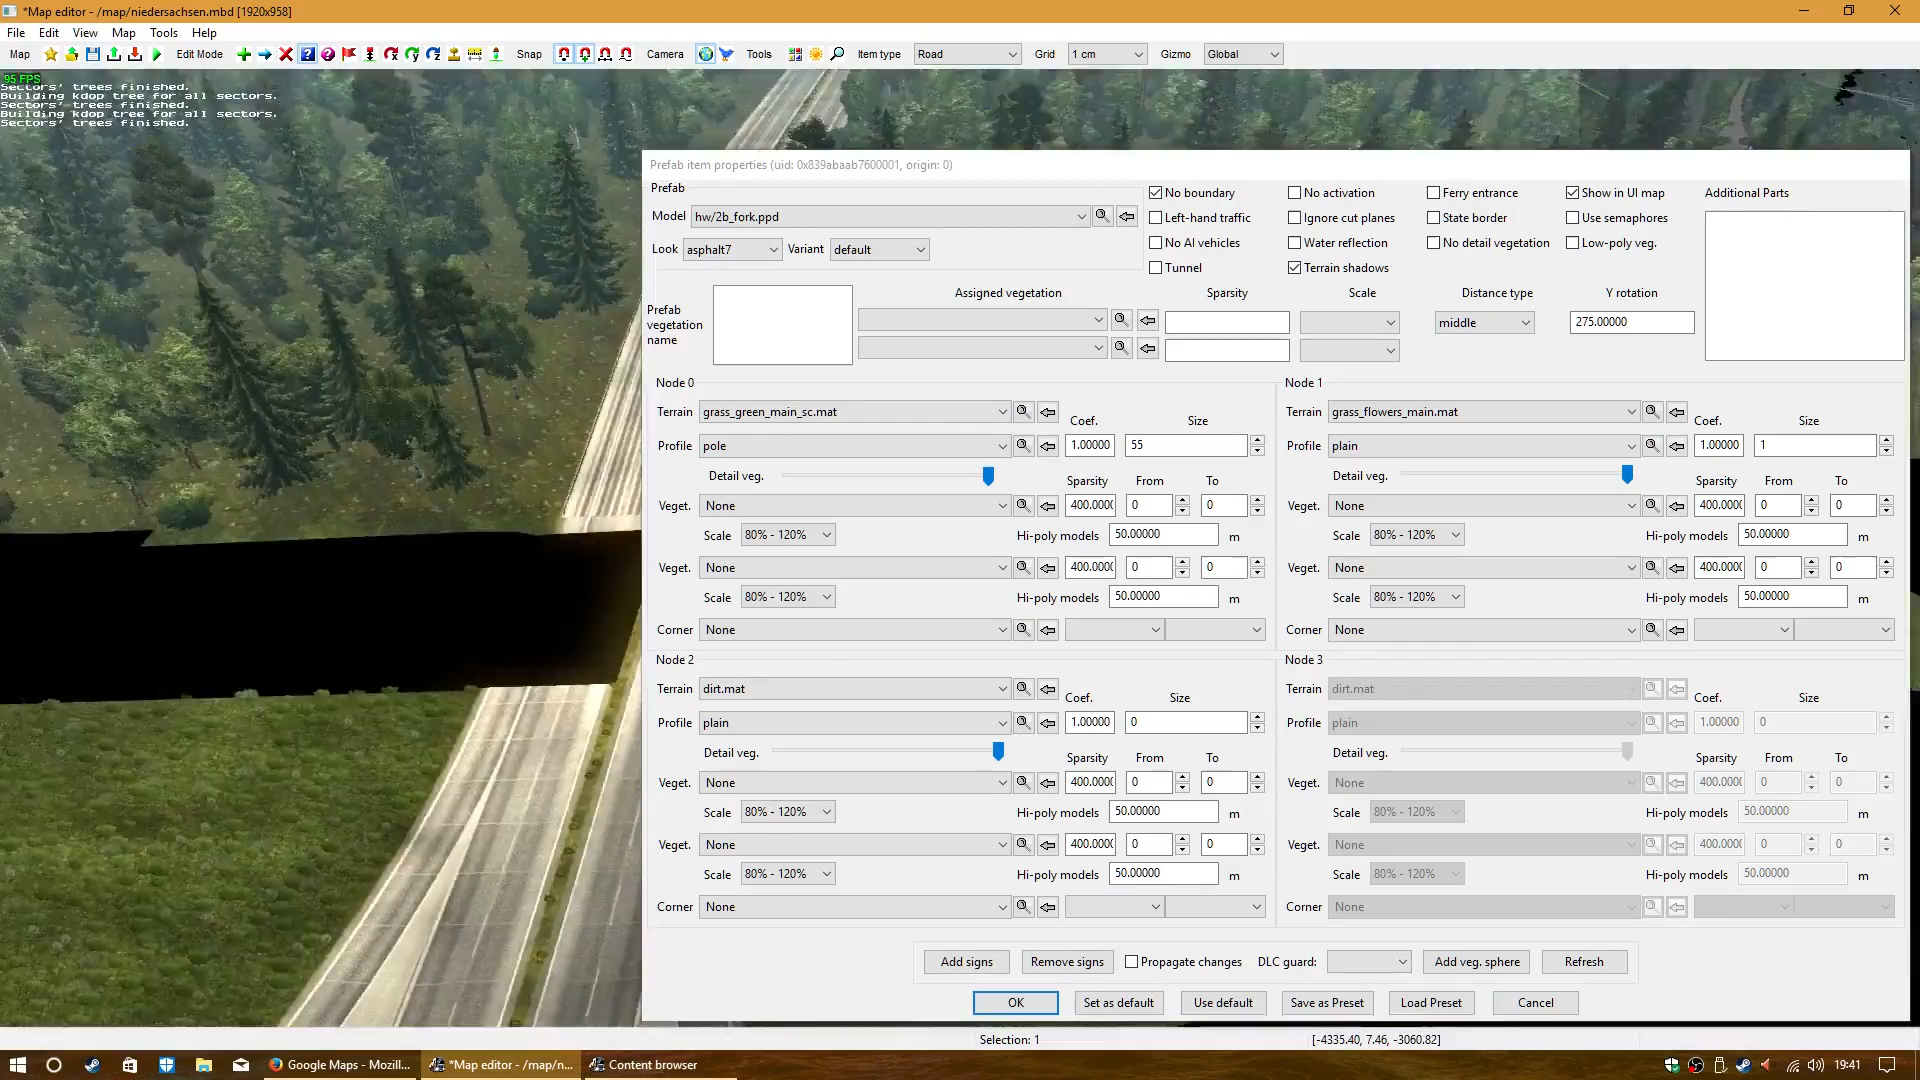 *Map editor - /map/niedersachsen.mbd [1920x958]
File Edit View Map Tools Help
Map Edit Mode Snap Camera Tools Item type Road Grid 1 cm Gizmo Global
95 FPS
Sectors' trees finished.
Building kdop tree for all sectors.
Sectors' trees finished.
Building kdop tree for all sectors.
Sectors' trees finished.
Prefab item properties (uid: 0x839abaab7600001, origin: 0)
Prefab
Model hw/2b_fork.ppd
Look asphalt7 Variant default
No boundary No activation Ferry entrance Show in UI map Additional Parts
Left-hand traffic Ignore cut planes State border Use semaphores
No AI vehicles Water reflection No detail vegetation Low-poly veg.
Tunnel Terrain shadows
Prefab vegetation name
Assigned vegetation Sparsity Scale Distance type Y rotation
middle 275.00000
Node 0
Terrain grass_green_main_sc.mat Coef. Size
Profile pole 1.00000 55
Detail veg. Sparsity From To
Veget. None 400.000( 0 0
Scale 80% - 120% Hi-poly models 50.00000 m
Veget. None 400.000( 0 0
Scale 80% - 120% Hi-poly models 50.00000 m
Corner None
Node 1
Terrain grass_flowers_main.mat Coef. Size
Profile plain 1.00000 1
Detail veg. Sparsity From To
Veget. None 400.000( 0 0
Scale 80% - 120% Hi-poly models 50.00000 m
Veget. None 400.000( 0 0
Scale 80% - 120% Hi-poly models 50.00000 m
Corner None
Node 2
Terrain dirt.mat Coef. Size
Profile plain 1.00000 0
Detail veg. Sparsity From To
Veget. None 400.000( 0 0
Scale 80% - 120% Hi-poly models 50.00000 m
Veget. None 400.000( 0 0
Scale 80% - 120% Hi-poly models 50.00000 m
Corner None
Node 3
Terrain dirt.mat Coef. Size
Profile plain 1.00000 0
Detail veg. Sparsity From To
Veget. None 400.000( 0 0
Scale 80% - 120% Hi-poly models 50.00000 m
Veget. None 400.000( 0 0
Scale 80% - 120% Hi-poly models 50.00000 m
Corner None
Add signs Remove signs Propagate changes DLC guard: Add veg. sphere Refresh
OK Set as default Use default Save as Preset Load Preset Cancel
Selection: 1 [-4335.40, 7.46, -3060.82]
Google Maps - Mozill... *Map editor - /map/n... Content browser 19:41